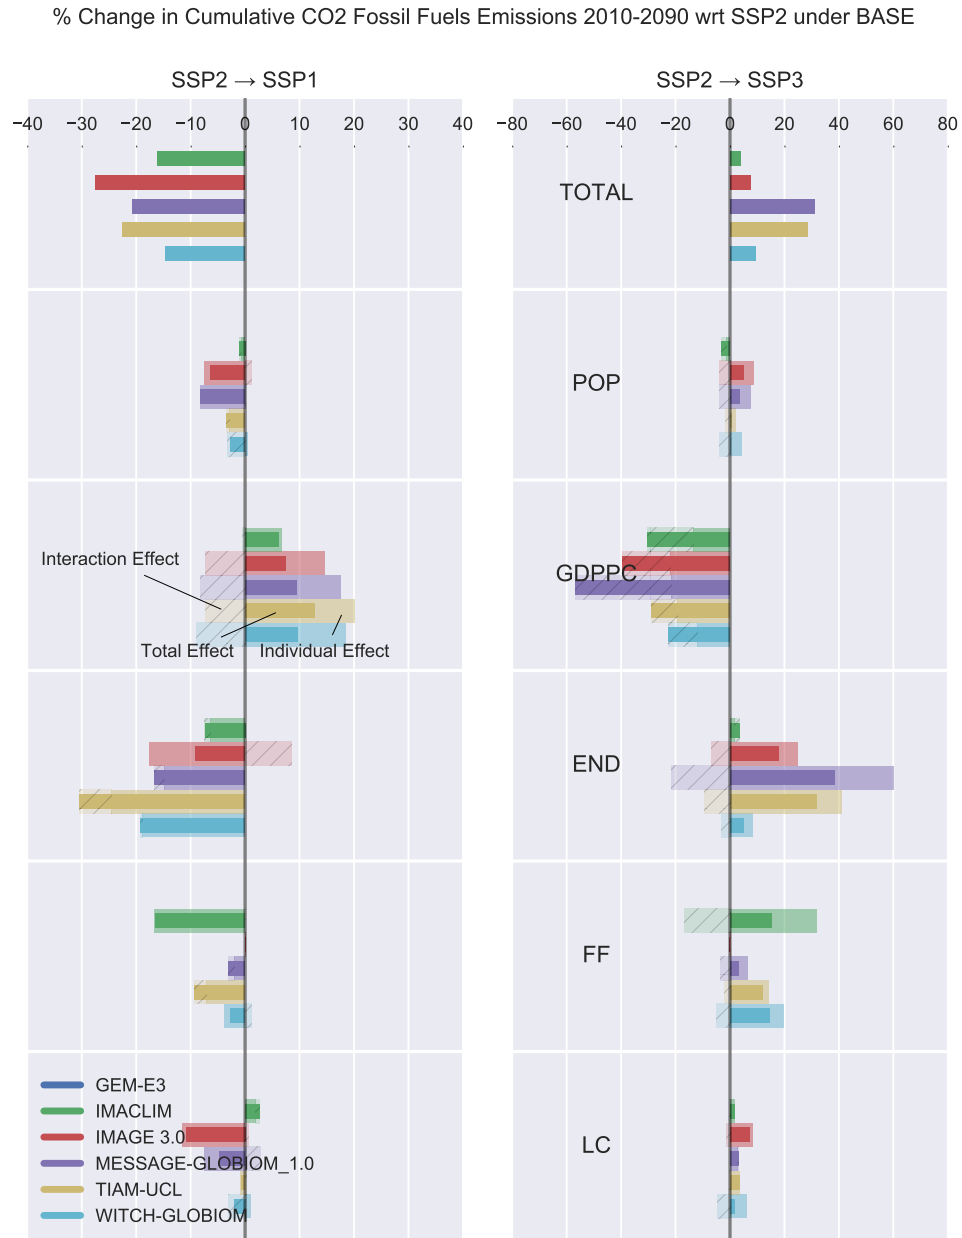 % Change in Cumulative CO2 Fossil Fuels Emissions 2010-2090 wrt SSP2 under BASE
SSP2 → SSP1
SSP2 → SSP3
−40 −30 −20 −10 0 10 20 30 40
−80 −60 −40 −20 0 20 40 60 80
TOTAL
POP
Interaction Effect
GDPPC
Total Effect
Individual Effect
END
FF
GEM-E3
IMACLIM
IMAGE 3.0
MESSAGE-GLOBIOM_1.0
TIAM-UCL
WITCH-GLOBIOM
LC